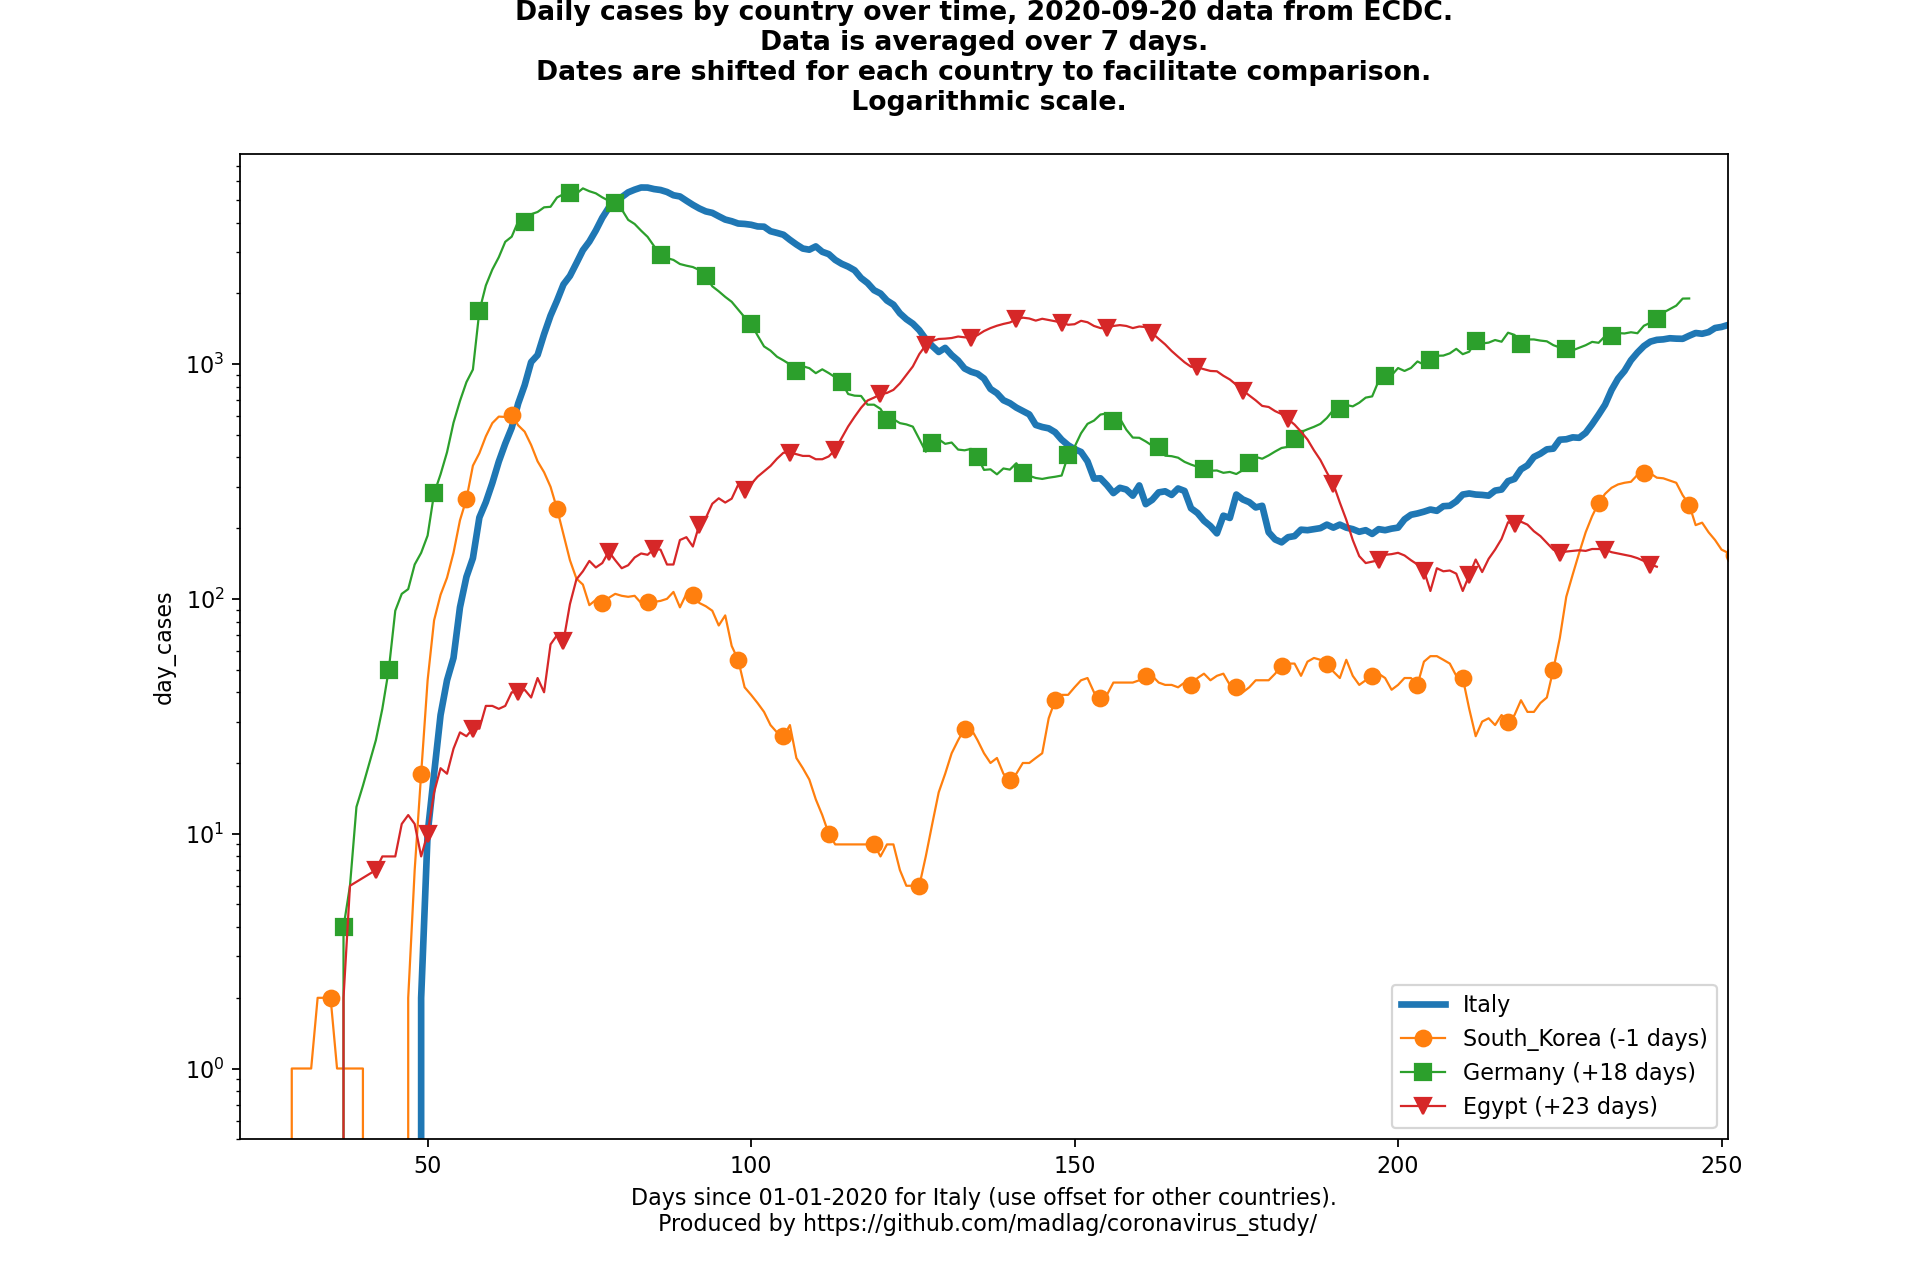 Daily cases by country over time, 2020-09-20 data from ECDC.
Data is averaged over 7 days.
Dates are shifted for each country to facilitate comparison.
Logarithmic scale.
10³
10²
10¹
10⁰
day_cases
50 100 150 200 250
Days since 01-01-2020 for Italy (use offset for other countries).
Produced by https://github.com/madlag/coronavirus_study/
Italy
South_Korea (-1 days)
Germany (+18 days)
Egypt (+23 days)